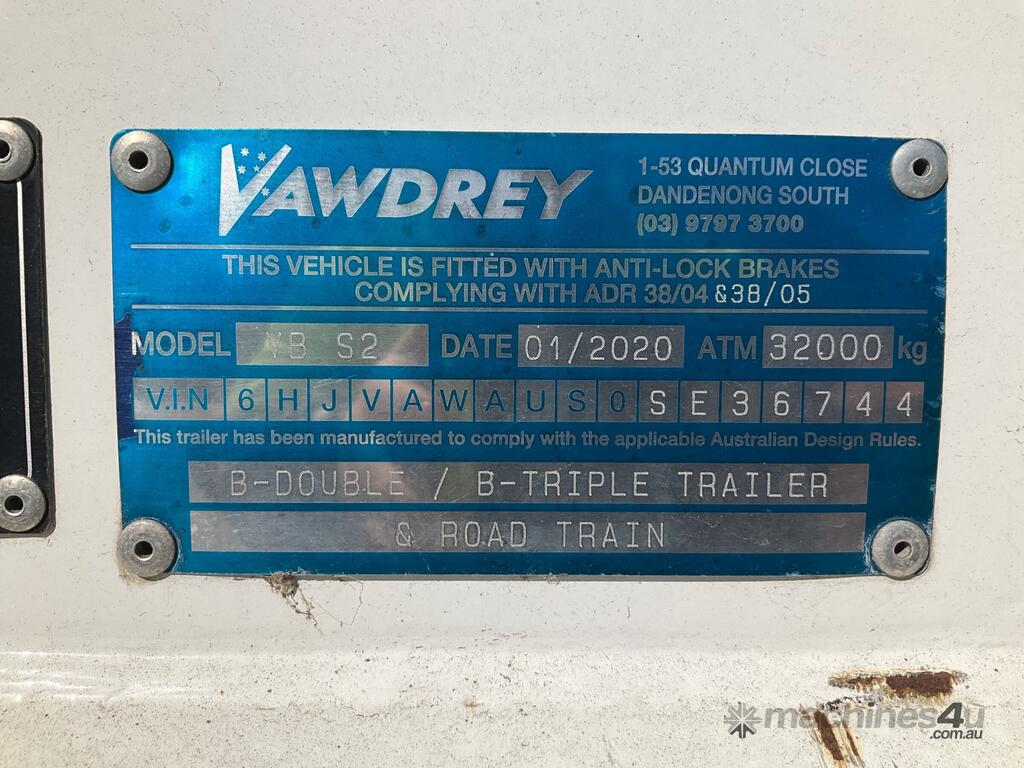 VAWDREY
1-53 QUANTUM CLOSE
DANDENONG SOUTH
(03) 9797 3700
THIS VEHICLE IS FITTED WITH ANTI-LOCK BRAKES
COMPLYING WITH ADR 38/04 &38/05
MODEL VB S2 DATE 01/2020 ATM 32000 kg
V.I.N 6HJVAWAUS0SE36744
This trailer has been manufactured to comply with the applicable Australian Design Rules.
B-DOUBLE / B-TRIPLE TRAILER
& ROAD TRAIN
machines4u
.com.au